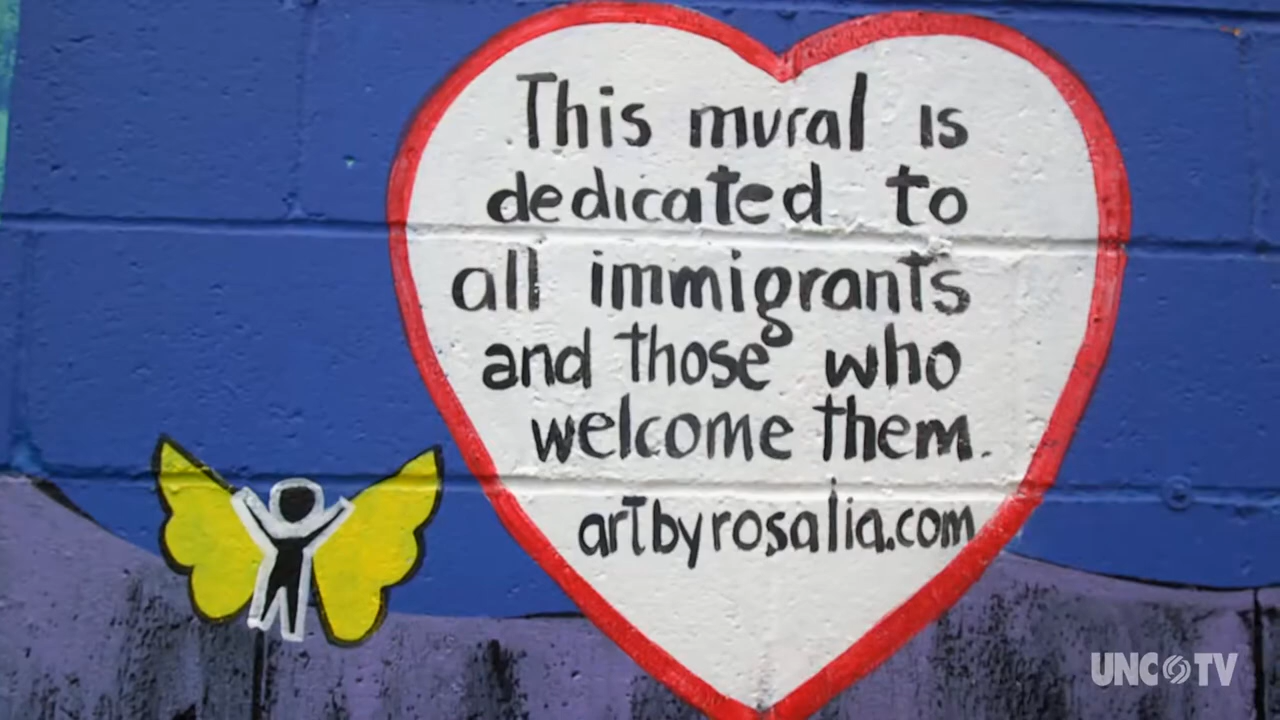 This mural is
dedicated to
all immigrants
and those who
welcome them.
artbyrosalia.com
UNC TV